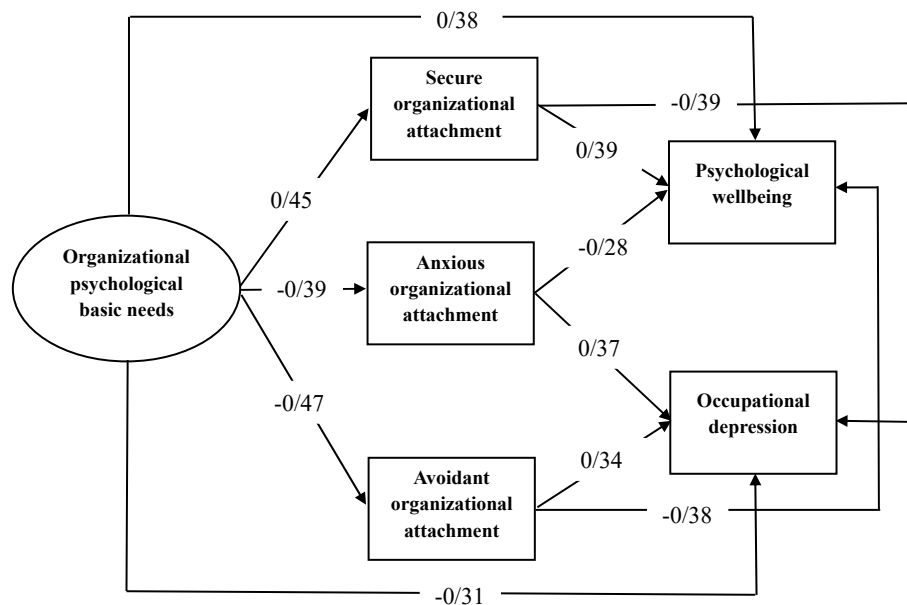 0/38
Secure
organizational
attachment
-0/39
0/39
Psychological
wellbeing
0/45
Organizational
psychological
basic needs
-0/39
Anxious
organizational
attachment
-0/28
0/37
-0/47
Occupational
depression
0/34
Avoidant
organizational
attachment
-0/38
-0/31